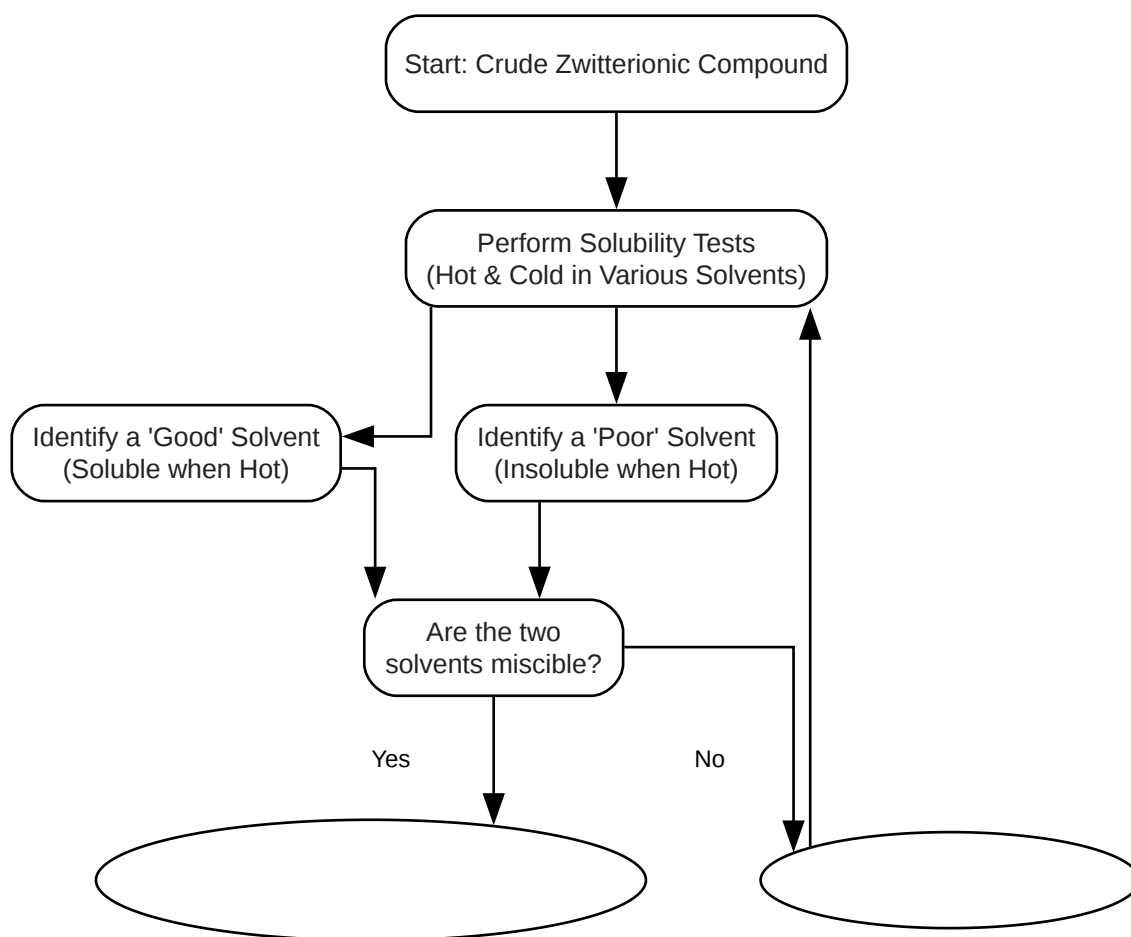 Start: Crude Zwitterionic Compound
Perform Solubility Tests
(Hot & Cold in Various Solvents)
Identify a 'Good' Solvent
(Soluble when Hot)
Identify a 'Poor' Solvent
(Insoluble when Hot)
Are the two
solvents miscible?
Yes
No